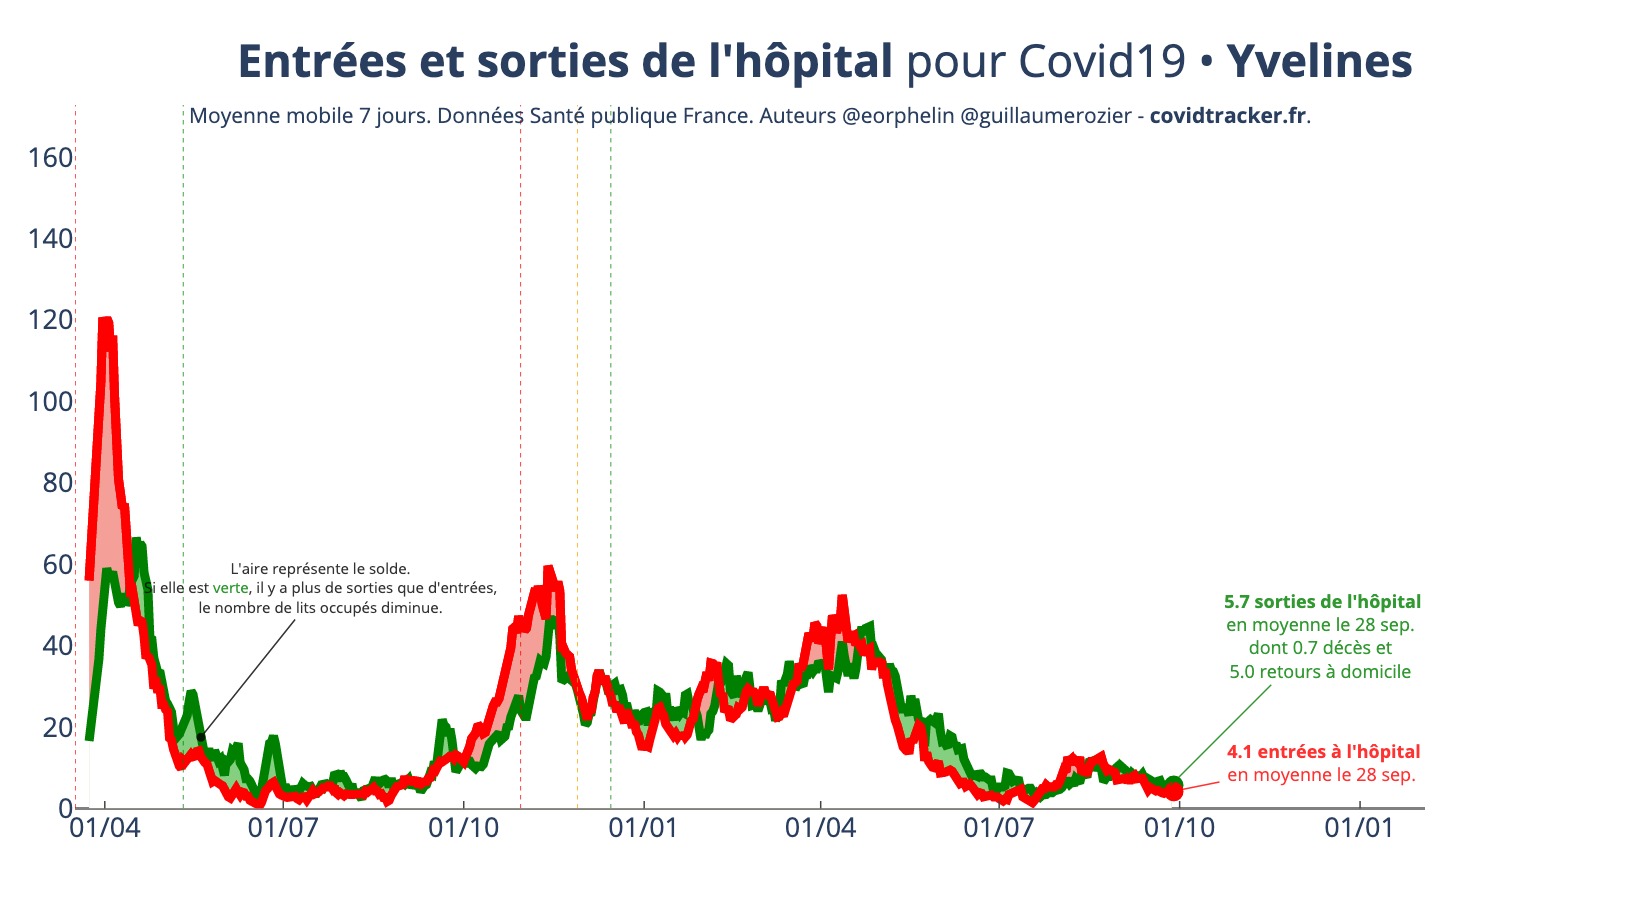 Entrées et sorties de l'hôpital pour Covid19 • Yvelines
Moyenne mobile 7 jours. Données Santé publique France. Auteurs @eorphelin @guillaumerozier - covidtracker.fr.
160
140
120
100
80
60
40
20
0
L'aire représente le solde.
Si elle est verte, il y a plus de sorties que d'entrées,
le nombre de lits occupés diminue.
5.7 sorties de l'hôpital
en moyenne le 28 sep.
dont 0.7 décès et
5.0 retours à domicile
4.1 entrées à l'hôpital
en moyenne le 28 sep.
01/04 01/07 01/10 01/01 01/04 01/07 01/10 01/01